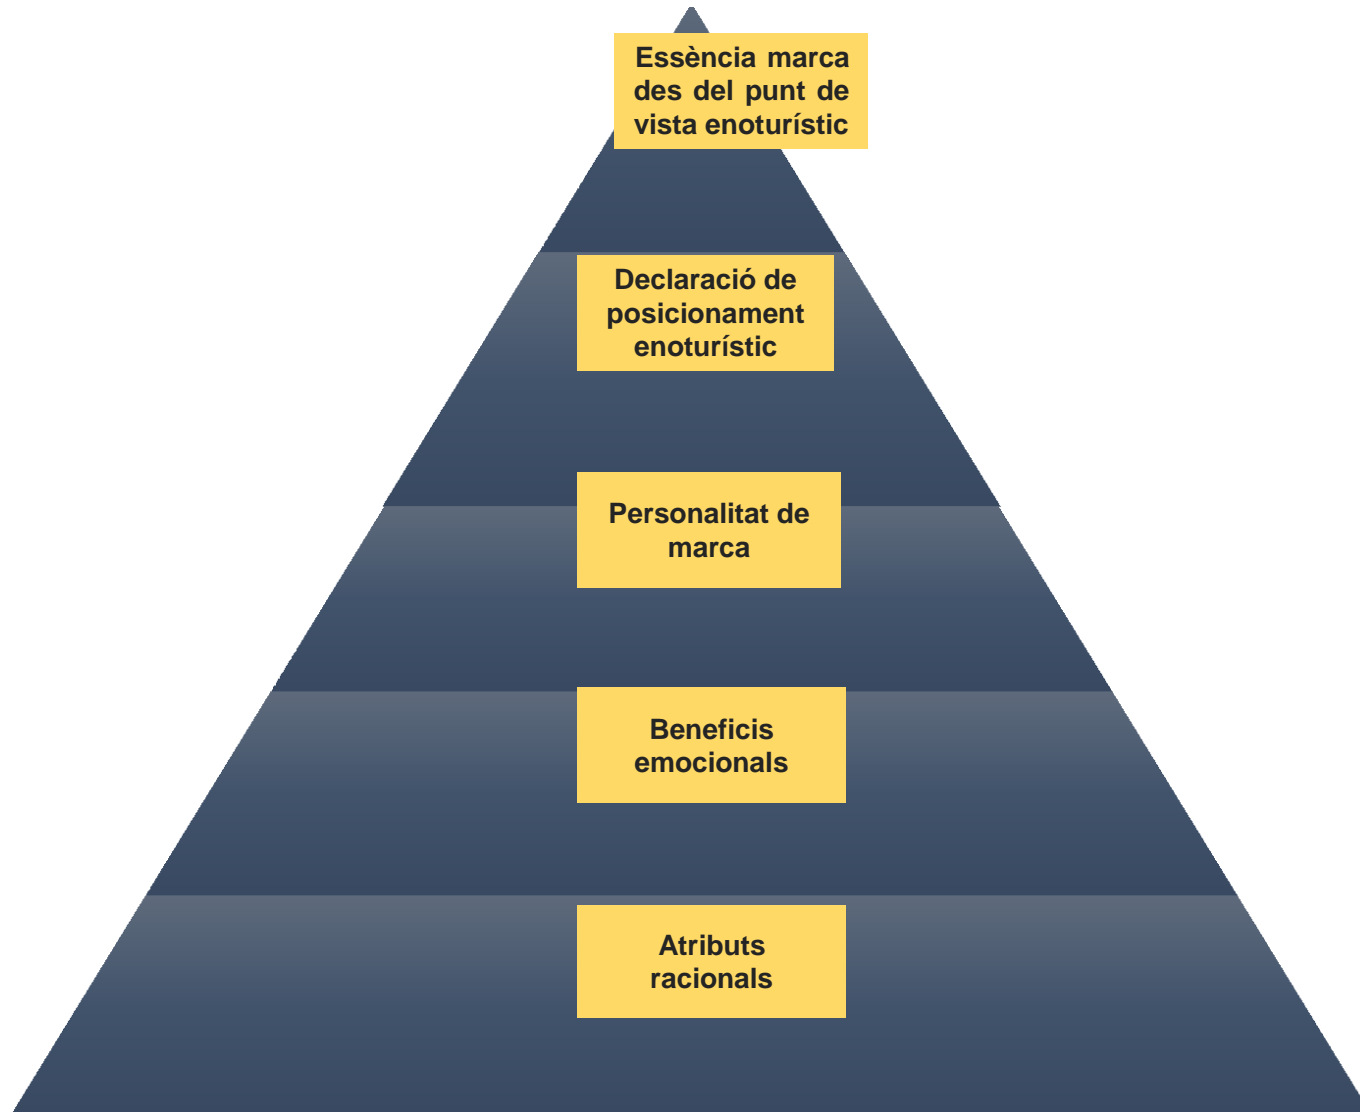 Essència marca
des del punt de
vista enoturístic
Declaració de
posicionament
enoturístic
Personalitat de
marca
Beneficis
emocionals
Atributs
racionals